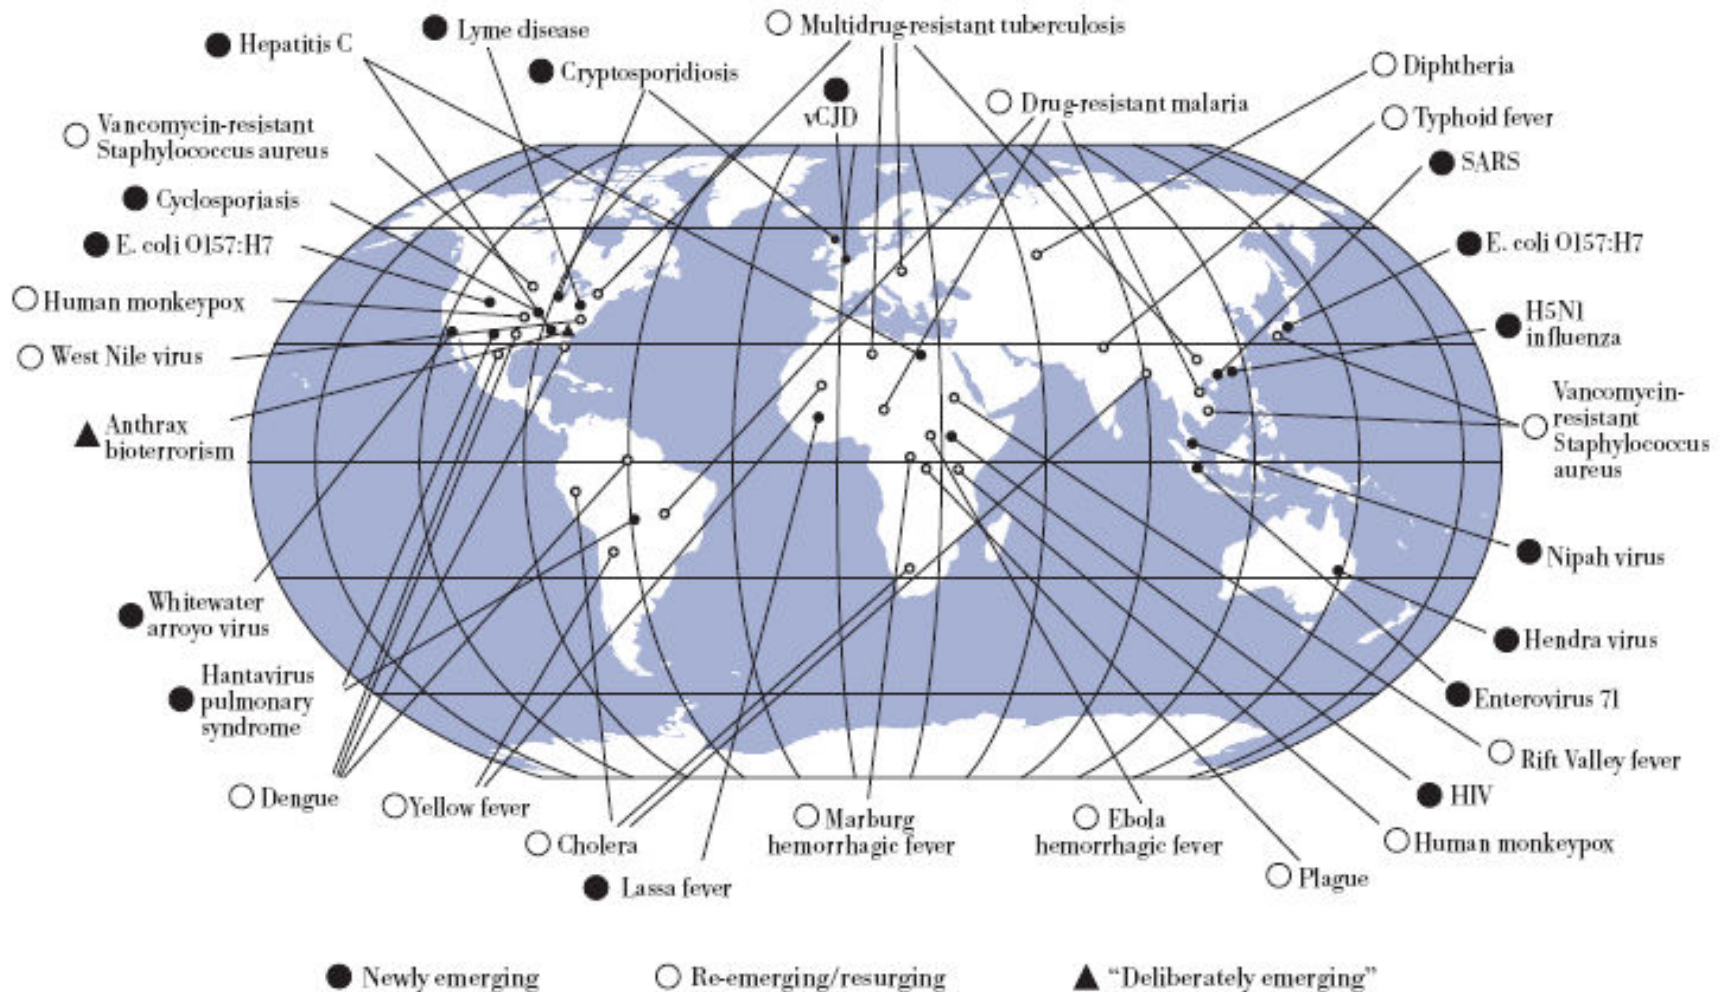 Hepatitis C
Lyme disease
Cryptosporidiosis
Multidrug-resistant tuberculosis
vCJD
Drug-resistant malaria
Diphtheria
Typhoid fever
SARS
Vancomycin-resistant
Staphylococcus aureus
Cyclosporiasis
E. coli O157:H7
Human monkeypox
West Nile virus
Anthrax
bioterrorism
Whitewater
arroyo virus
Hantavirus
pulmonary
syndrome
Dengue
Yellow fever
Cholera
Lassa fever
Marburg
hemorrhagic fever
Ebola
hemorrhagic fever
Plague
Human monkeypox
HIV
Rift Valley fever
Enterovirus 71
Hendra virus
Nipah virus
Vancomycin-
resistant
Staphylococcus
aureus
H5N1
influenza
E. coli O157:H7
Newly emerging
Re-emerging/resurging
“Deliberately emerging”